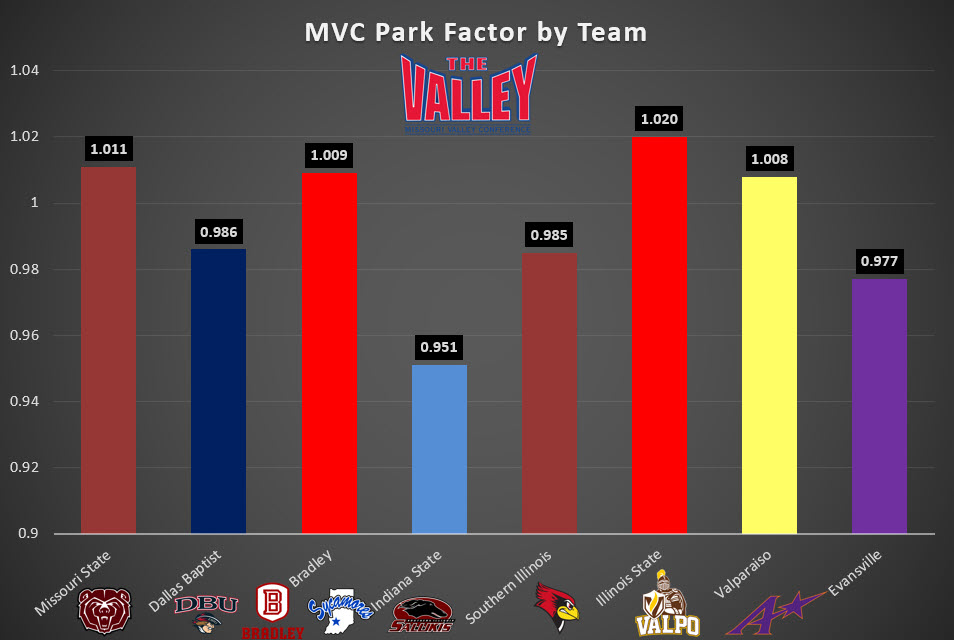 MVC Park Factor by Team
THE
VALLEY
MISSOURI VALLEY CONFERENCE
1.04
1.02
1
0.98
0.96
0.94
0.92
0.9
1.011
0.986
1.009
0.951
0.985
1.020
1.008
0.977
Missouri State
Dallas Baptist
Bradley
Indiana State
Southern Illinois
Illinois State
Valparaiso
Evansville
DBU
B
BRADLEY
Sycamores
SALUKIS
VALPO